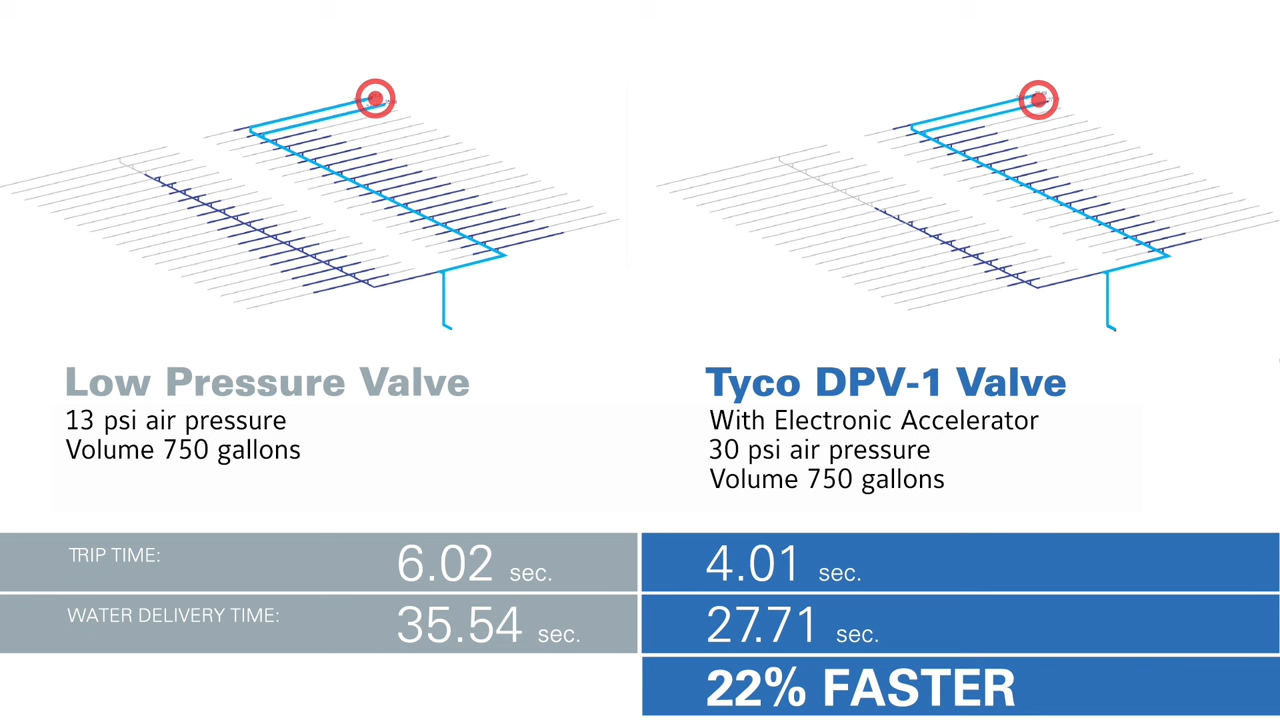 Low Pressure Valve
13 psi air pressure
Volume 750 gallons
Tyco DPV-1 Valve
With Electronic Accelerator
30 psi air pressure
Volume 750 gallons
TRIP TIME: 6.02 sec. 4.01 sec.
WATER DELIVERY TIME: 35.54 sec. 27.71 sec.
22% FASTER